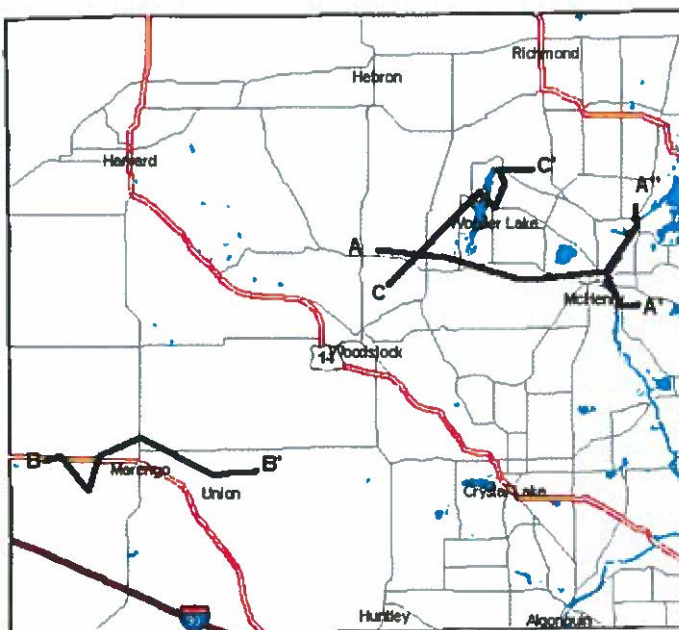 Richmond
Hebron
Harvard
C'
A''
Wonder Lake
A
C
McHenry
A'
14
Woodstock
B
Marengo
B'
Union
Crystal Lake
90
Huntley
Algonquin